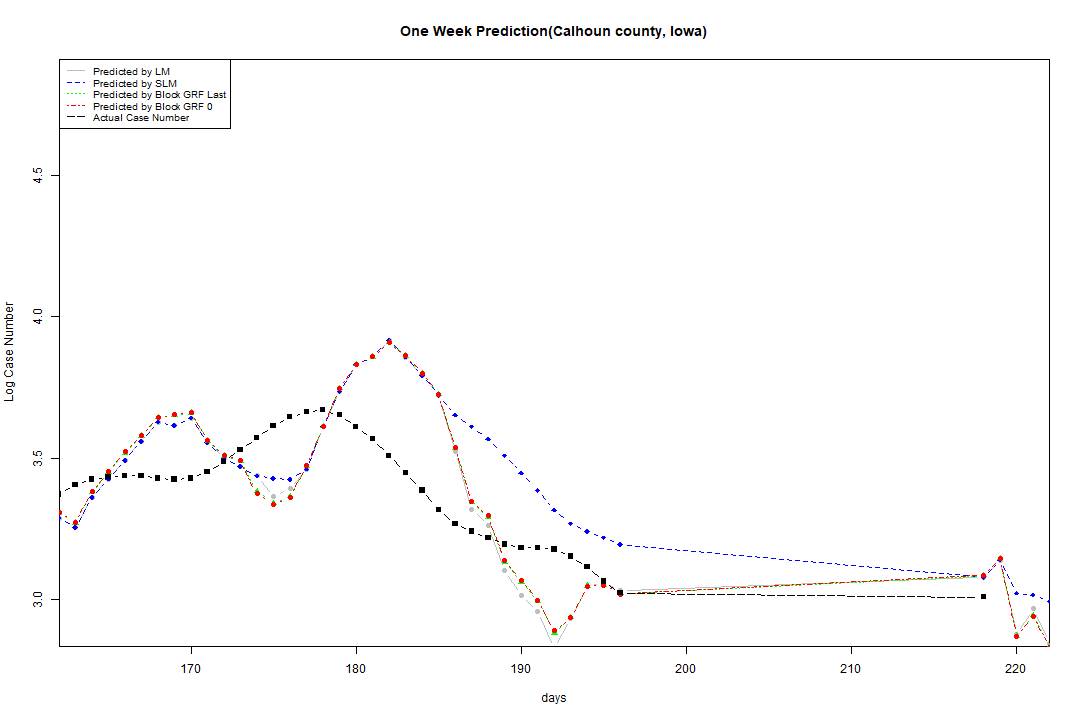 One Week Prediction(Calhoun county, Iowa)
Predicted by LM
Predicted by SLM
Predicted by Block GRF Last
Predicted by Block GRF 0
Actual Case Number
4.5
4.0
3.5
3.0
Log Case Number
170 180 190 200 210 220
days